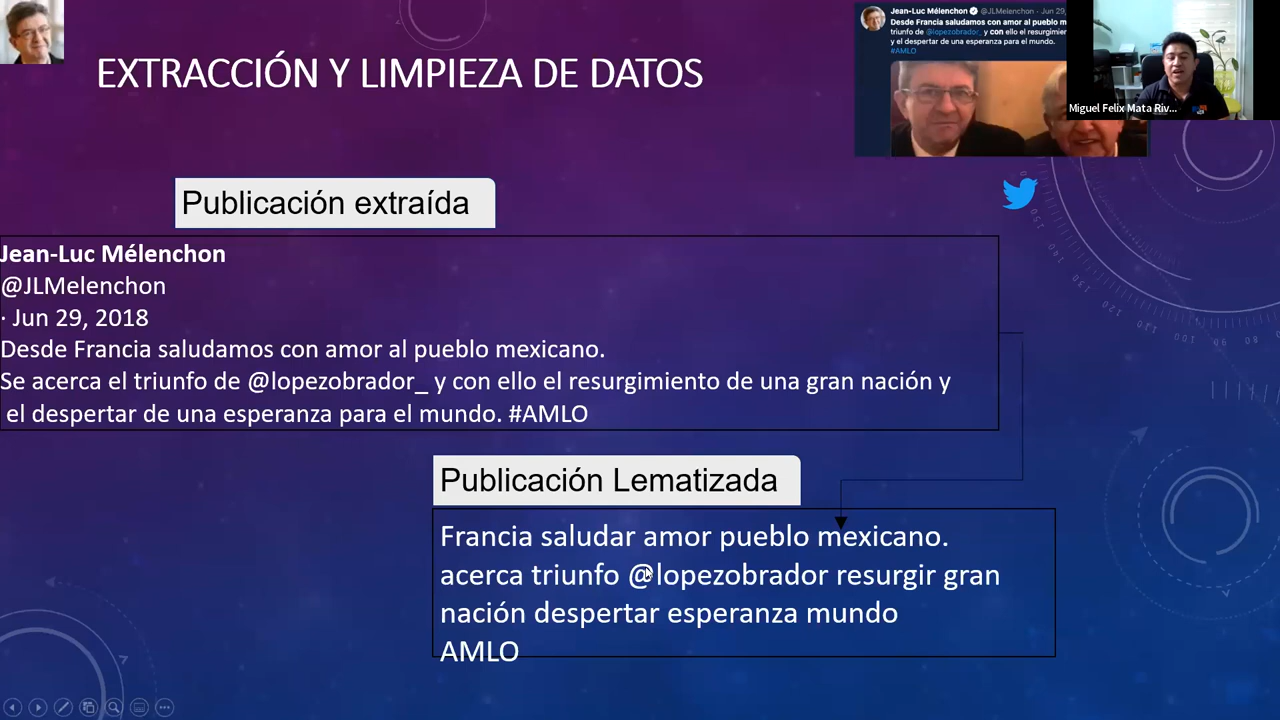 EXTRACCIÓN Y LIMPIEZA DE DATOS
Jean-Luc Mélenchon @JLMelenchon · Jun 29,
Desde Francia saludamos con amor al pueblo m
triunfo de @lopezobrador_ y con ello el resurgimie
y el despertar de una esperanza para el mundo.
#AMLO
Miguel Felix Mata Riv...
Publicación extraída
Jean-Luc Mélenchon
@JLMelenchon
· Jun 29, 2018
Desde Francia saludamos con amor al pueblo mexicano.
Se acerca el triunfo de @lopezobrador_ y con ello el resurgimiento de una gran nación y
el despertar de una esperanza para el mundo. #AMLO
Publicación Lematizada
Francia saludar amor pueblo mexicano.
acerca triunfo @lopezobrador resurgir gran
nación despertar esperanza mundo
AMLO